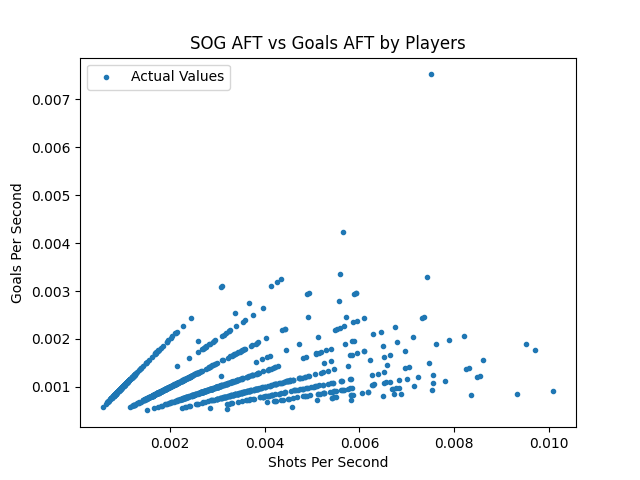 SOG AFT vs Goals AFT by Players
Actual Values
0.007
0.006
0.005
0.004
0.003
0.002
0.001
Goals Per Second
0.002 0.004 0.006 0.008 0.010
Shots Per Second